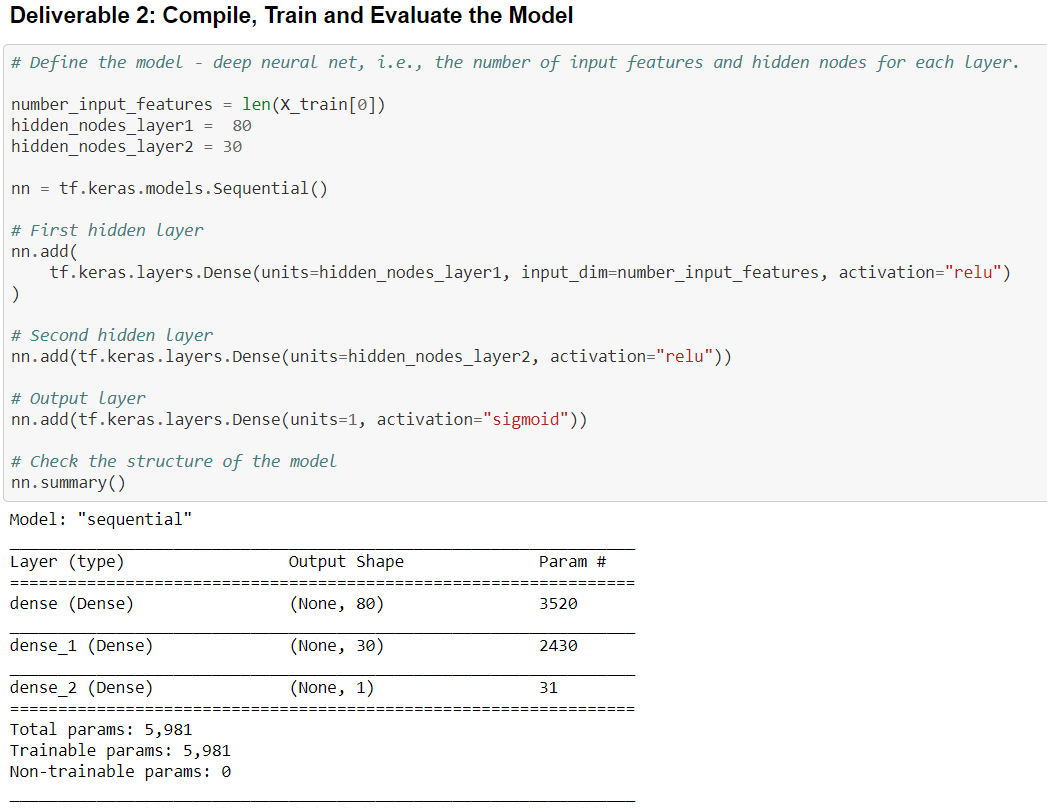 Deliverable 2: Compile, Train and Evaluate the Model
# Define the model - deep neural net, i.e., the number of input features and hidden nodes for each layer.
number_input_features = len(X_train[0])
hidden_nodes_layer1 =  80
hidden_nodes_layer2 = 30
nn = tf.keras.models.Sequential()
# First hidden layer
nn.add(
    tf.keras.layers.Dense(units=hidden_nodes_layer1, input_dim=number_input_features, activation="relu")
)
# Second hidden layer
nn.add(tf.keras.layers.Dense(units=hidden_nodes_layer2, activation="relu"))
# Output layer
nn.add(tf.keras.layers.Dense(units=1, activation="sigmoid"))
# Check the structure of the model
nn.summary()
Model: "sequential"
_________________________________________________________________
Layer (type)                 Output Shape              Param #
=================================================================
dense (Dense)                (None, 80)                3520
_________________________________________________________________
dense_1 (Dense)              (None, 30)                2430
_________________________________________________________________
dense_2 (Dense)              (None, 1)                 31
=================================================================
Total params: 5,981
Trainable params: 5,981
Non-trainable params: 0
_________________________________________________________________